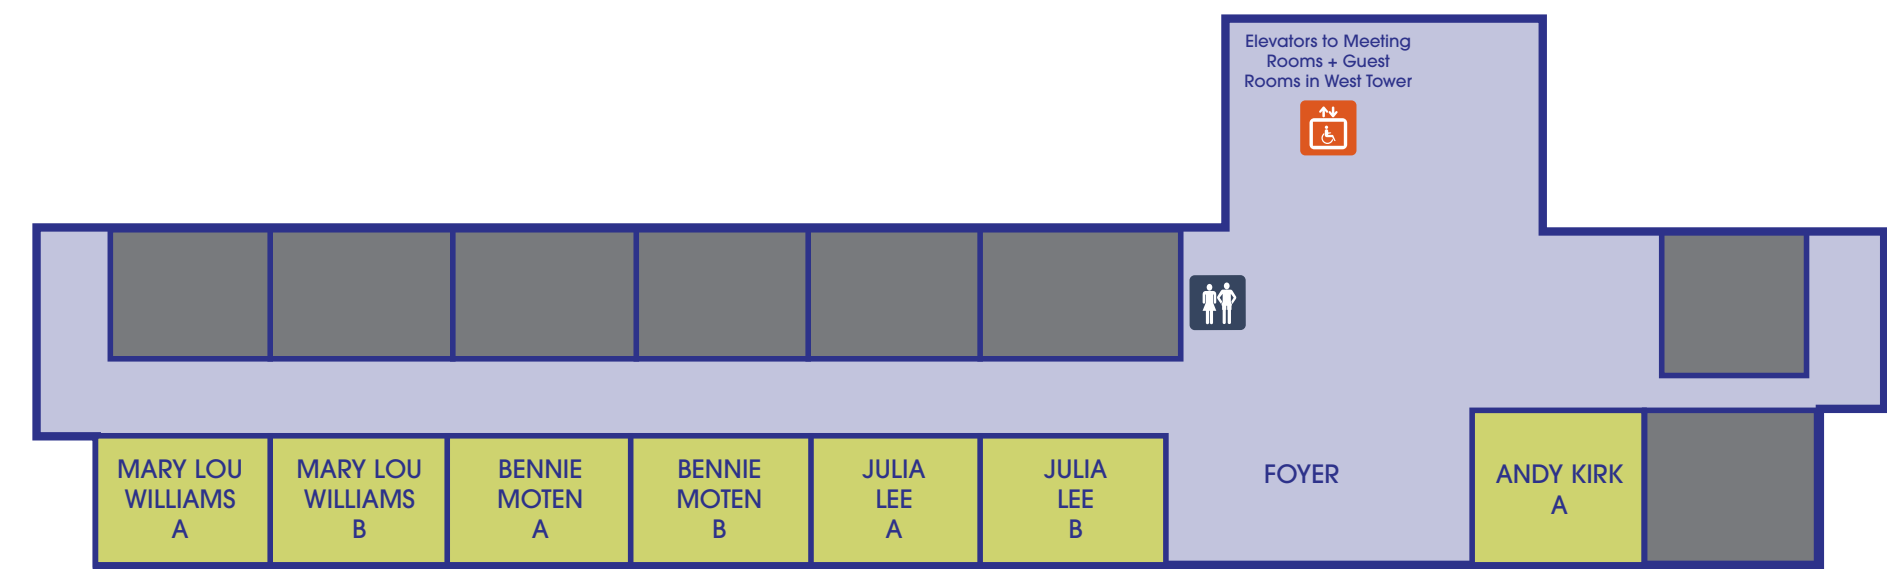 Elevators to Meeting
Rooms + Guest
Rooms in West Tower
MARY LOU
WILLIAMS
A
MARY LOU
WILLIAMS
B
BENNIE
MOTEN
A
BENNIE
MOTEN
B
JULIA
LEE
A
JULIA
LEE
B
FOYER
ANDY KIRK
A